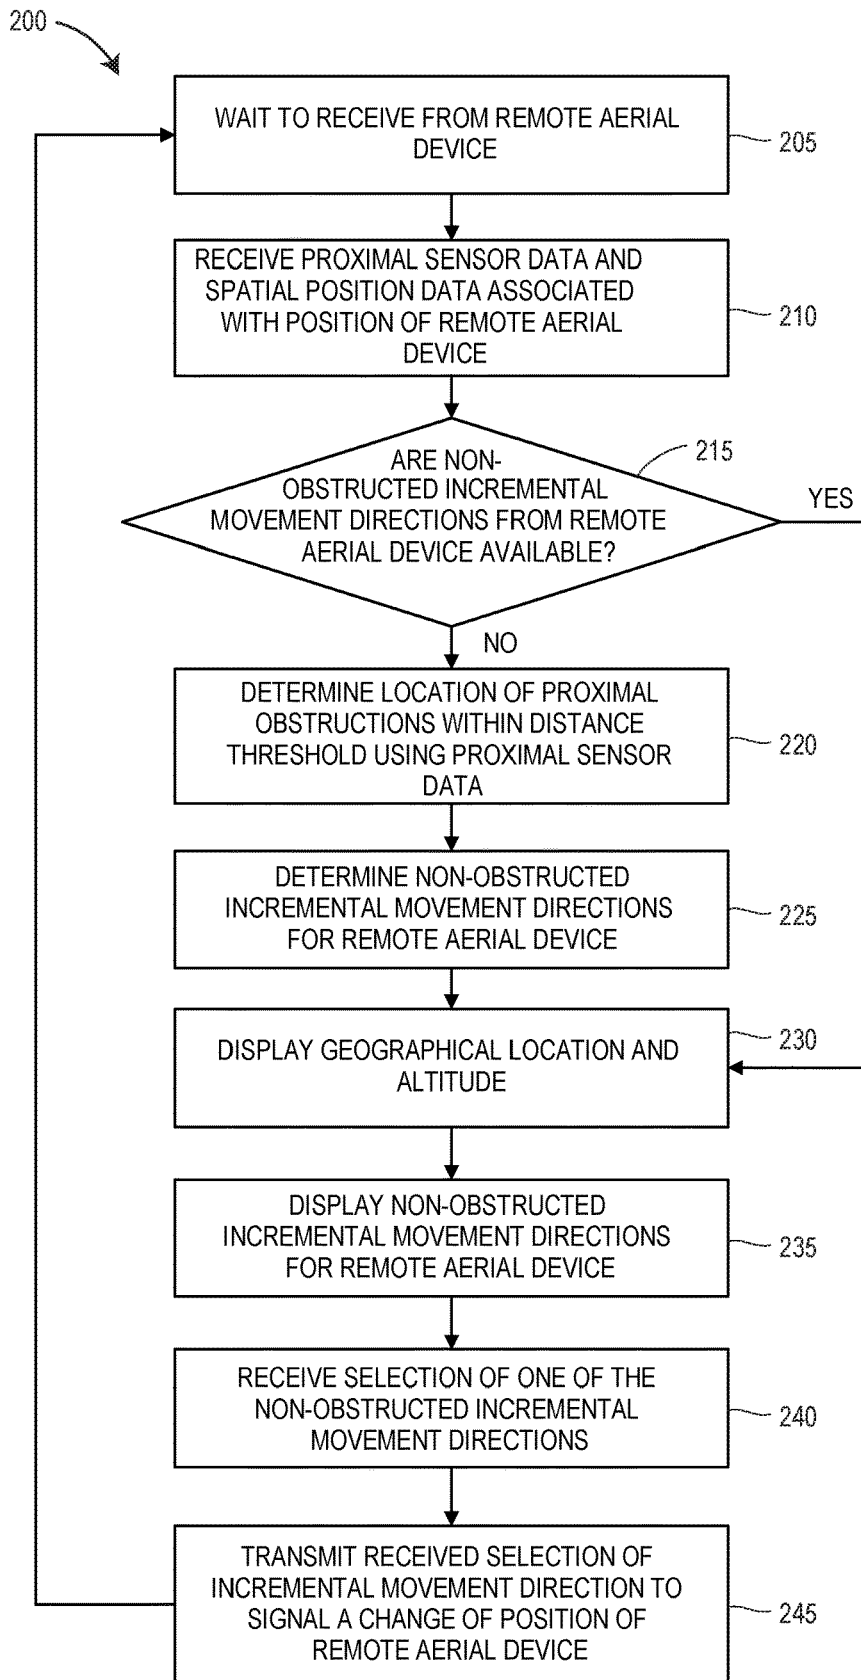 200
WAIT TO RECEIVE FROM REMOTE AERIAL
DEVICE
205
RECEIVE PROXIMAL SENSOR DATA AND
SPATIAL POSITION DATA ASSOCIATED
WITH POSITION OF REMOTE AERIAL
DEVICE
210
ARE NON-
OBSTRUCTED INCREMENTAL
MOVEMENT DIRECTIONS FROM REMOTE
AERIAL DEVICE AVAILABLE?
215
YES
NO
DETERMINE LOCATION OF PROXIMAL
OBSTRUCTIONS WITHIN DISTANCE
THRESHOLD USING PROXIMAL SENSOR
DATA
220
DETERMINE NON-OBSTRUCTED
INCREMENTAL MOVEMENT DIRECTIONS
FOR REMOTE AERIAL DEVICE
225
DISPLAY GEOGRAPHICAL LOCATION AND
ALTITUDE
230
DISPLAY NON-OBSTRUCTED
INCREMENTAL MOVEMENT DIRECTIONS
FOR REMOTE AERIAL DEVICE
235
RECEIVE SELECTION OF ONE OF THE
NON-OBSTRUCTED INCREMENTAL
MOVEMENT DIRECTIONS
240
TRANSMIT RECEIVED SELECTION OF
INCREMENTAL MOVEMENT DIRECTION TO
SIGNAL A CHANGE OF POSITION OF
REMOTE AERIAL DEVICE
245